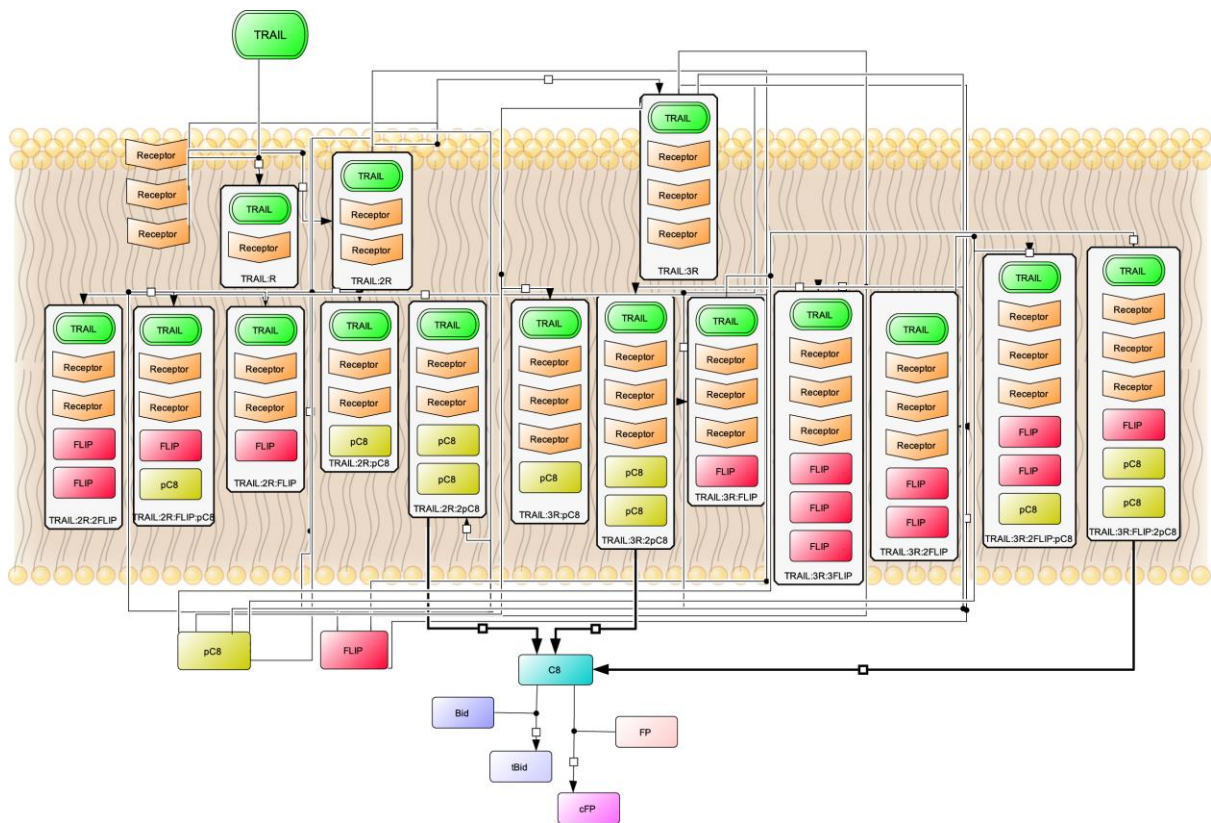 TRAIL
Receptor
Receptor
Receptor
TRAIL
Receptor
TRAIL:R
TRAIL
Receptor
Receptor
TRAIL:2R
TRAIL
Receptor
Receptor
Receptor
TRAIL:3R
TRAIL
Receptor
Receptor
FLIP
FLIP
TRAIL:2R:2FLIP
TRAIL
Receptor
Receptor
FLIP
pC8
TRAIL:2R:FLIP:pC8
TRAIL
Receptor
Receptor
FLIP
TRAIL:2R:FLIP
TRAIL
Receptor
Receptor
pC8
TRAIL:2R:pC8
TRAIL
Receptor
Receptor
pC8
pC8
TRAIL:2R:2pC8
TRAIL
Receptor
Receptor
Receptor
pC8
TRAIL:3R:pC8
TRAIL
Receptor
Receptor
Receptor
pC8
pC8
TRAIL:3R:2pC8
TRAIL
Receptor
Receptor
Receptor
FLIP
TRAIL:3R:FLIP
TRAIL
Receptor
Receptor
Receptor
FLIP
FLIP
FLIP
TRAIL:3R:3FLIP
TRAIL
Receptor
Receptor
Receptor
FLIP
FLIP
TRAIL:3R:2FLIP
TRAIL
Receptor
Receptor
Receptor
FLIP
FLIP
pC8
TRAIL:3R:2FLIP:pC8
TRAIL
Receptor
Receptor
Receptor
FLIP
pC8
pC8
TRAIL:3R:FLIP:2pC8
pC8
FLIP
C8
Bid
FP
tBid
cFP